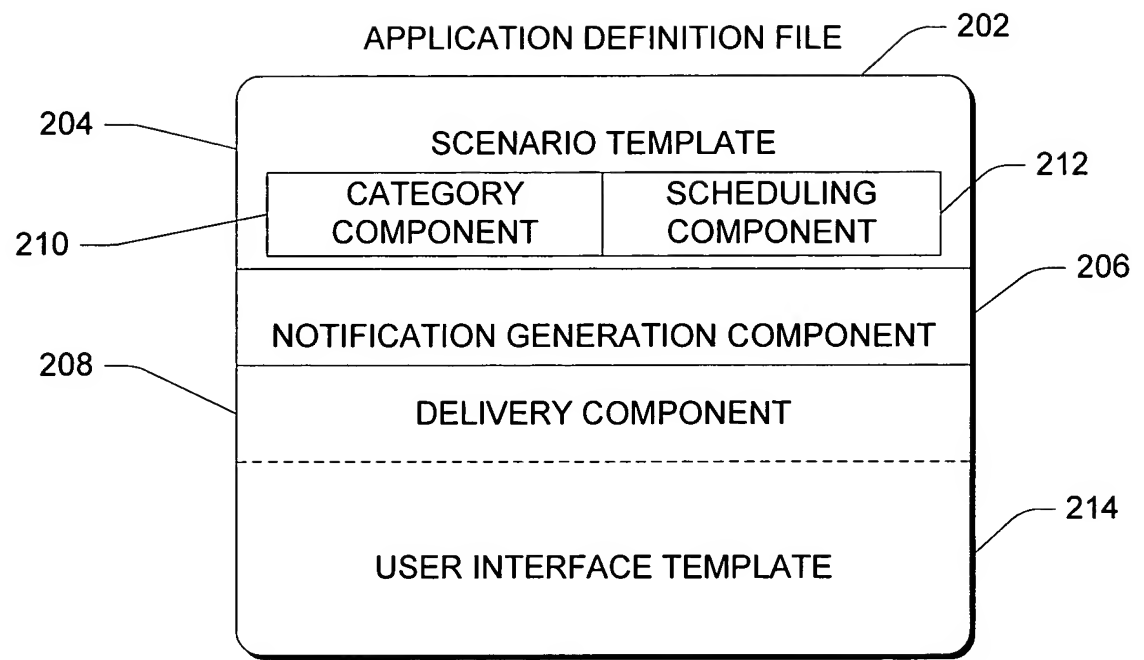 APPLICATION DEFINITION FILE
202
204
SCENARIO TEMPLATE
212
CATEGORY COMPONENT
SCHEDULING COMPONENT
210
206
NOTIFICATION GENERATION COMPONENT
208
DELIVERY COMPONENT
214
USER INTERFACE TEMPLATE